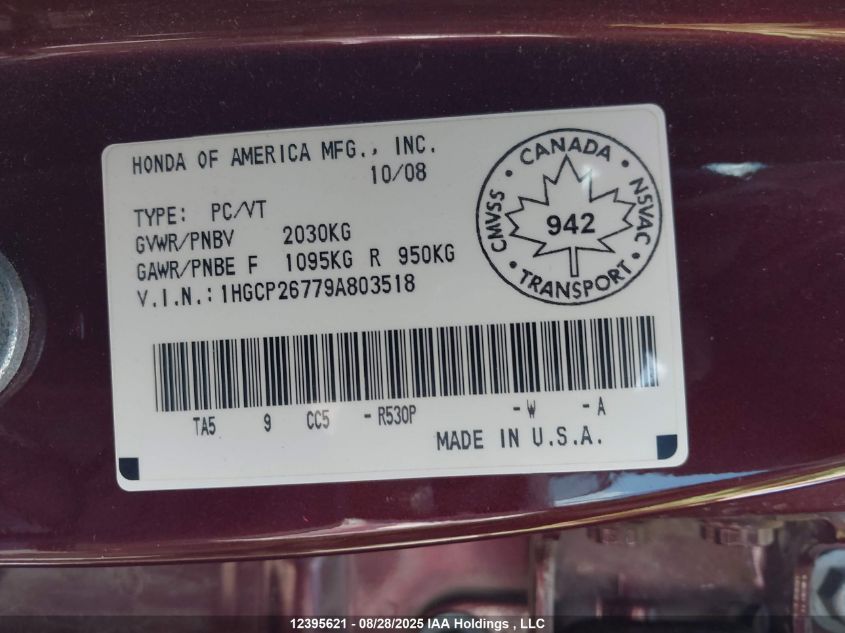 HONDA OF AMERICA MFG., INC.
10/08
TYPE: PC/VT
GVWR/PNBV 2030KG
GAWR/PNBE F 1095KG R 950KG
V.I.N.: 1HGCP26779A803518
CANADA
CMVSS
NSVAC
942
TRANSPORT
TA5 9 CC5 - R530P - W - A
MADE IN U.S.A.
12395621 - 08/28/2025 IAA Holdings, LLC